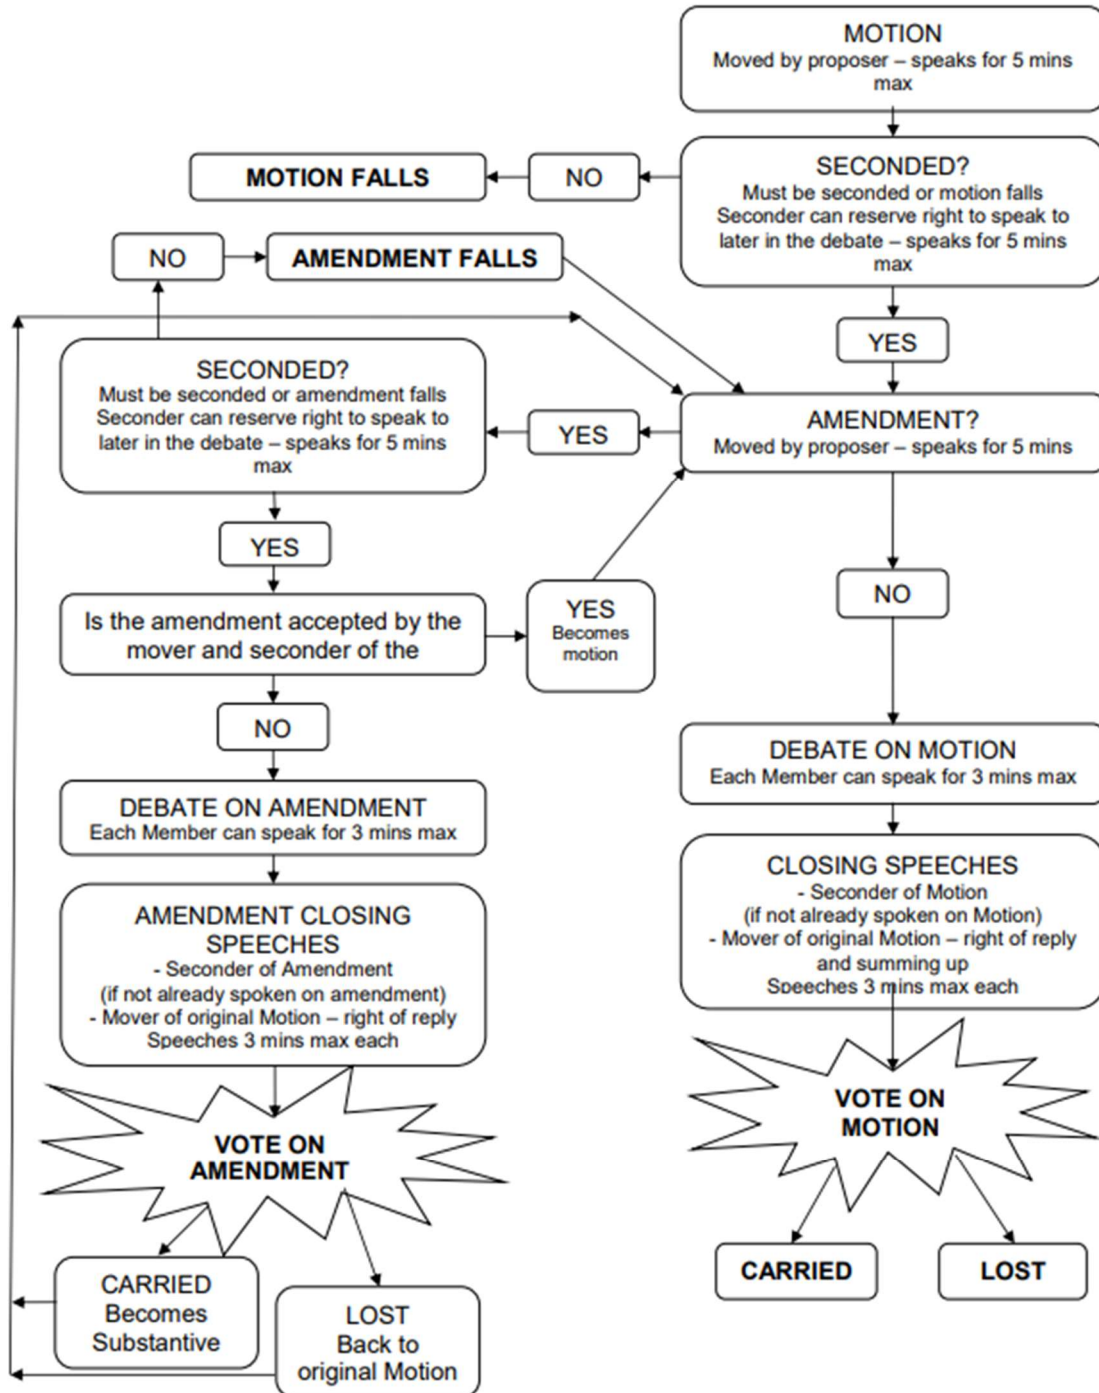 MOTION
Moved by proposer – speaks for 5 mins
max
SECONDED?
Must be seconded or motion falls
Seconder can reserve right to speak to
later in the debate – speaks for 5 mins
max
NO
MOTION FALLS
YES
AMENDMENT?
Moved by proposer – speaks for 5 mins
YES
SECONDED?
Must be seconded or amendment falls
Seconder can reserve right to speak to
later in the debate – speaks for 5 mins
max
NO
AMENDMENT FALLS
YES
Is the amendment accepted by the
mover and seconder of the
YES
Becomes
motion
NO
DEBATE ON AMENDMENT
Each Member can speak for 3 mins max
AMENDMENT CLOSING
SPEECHES
- Seconder of Amendment
(if not already spoken on amendment)
- Mover of original Motion – right of reply
Speeches 3 mins max each
VOTE ON
AMENDMENT
CARRIED
Becomes
Substantive
LOST
Back to
original Motion
NO
DEBATE ON MOTION
Each Member can speak for 3 mins max
CLOSING SPEECHES
- Seconder of Motion
(if not already spoken on Motion)
- Mover of original Motion – right of reply
and summing up
Speeches 3 mins max each
VOTE ON
MOTION
CARRIED
LOST